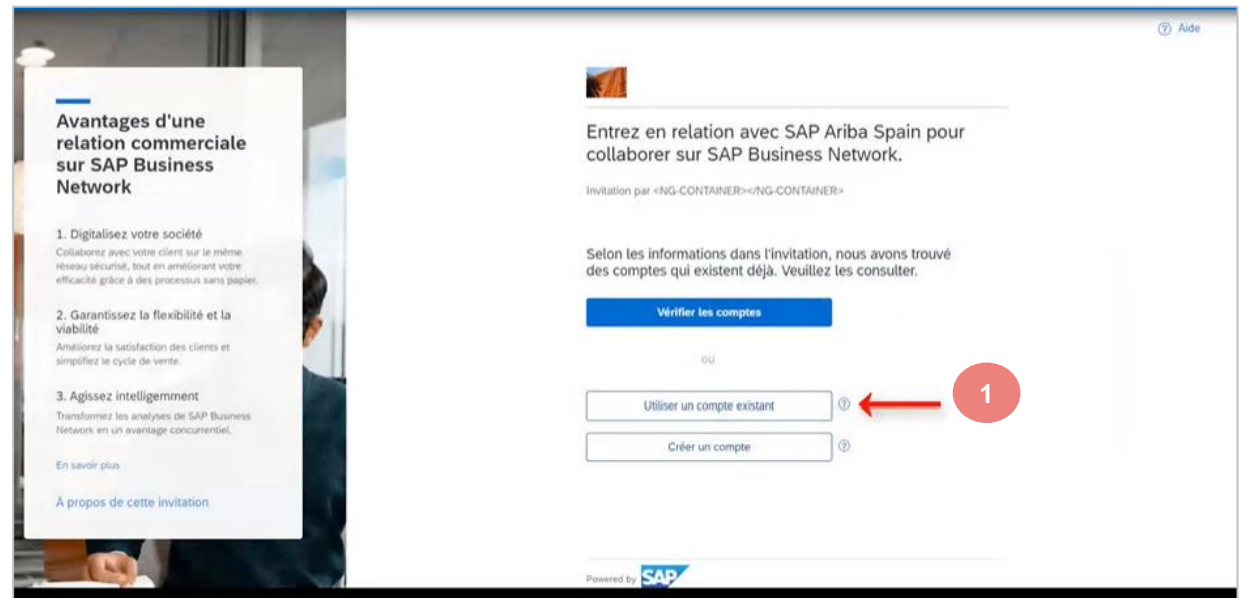 Aide
Avantages d'une
relation commerciale
sur SAP Business
Network
1. Digitalisez votre société
Collaborez avec votre client sur le même
réseau sécurisé, tout en améliorant votre
efficacité grâce à des processus sans papier.
2. Garantissez la flexibilité et la
viabilité
Améliorez la satisfaction des clients et
simplifiez le cycle de vente.
3. Agissez intelligemment
Transformez les analyses de SAP Business
Network en un avantage concurrentiel.
En savoir plus
À propos de cette invitation
Entrez en relation avec SAP Ariba Spain pour
collaborer sur SAP Business Network.
Invitation par <NG-CONTAINER></NG-CONTAINER>
Selon les informations dans l'invitation, nous avons trouvé
des comptes qui existent déjà. Veuillez les consulter.
Vérifier les comptes
ou
Utiliser un compte existant
1
Créer un compte
Powered by SAP